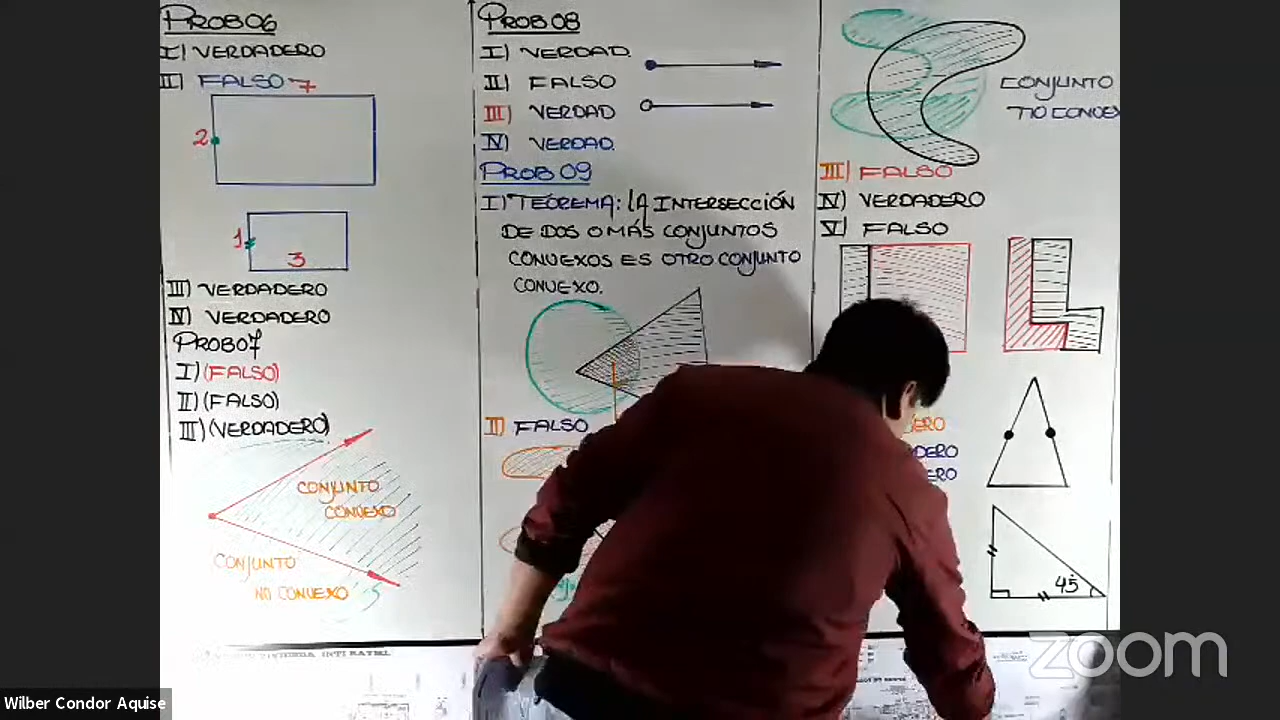 PROB 06
I) VERDADERO
II) FALSO 7
2
1
3
III) VERDADERO
IV) VERDADERO
PROB 07
I) (FALSO)
II) (FALSO)
III) (VERDADERO)
CONJUNTO
CONVEXO
CONJUNTO
NO CONVEXO
PROB 08
I) VERDAD.
II) FALSO
III) VERDAD
IV) VERDAD.
PROB 09
I) TEOREMA: LA INTERSECCIÓN
DE DOS O MÁS CONJUNTOS
CONVEXOS ES OTRO CONJUNTO
CONVEXO.
II) FALSO
CONJUNTO
III) FALSO
IV) VERDADERO
V) FALSO
45
zoom
Wilber Condor Aquise